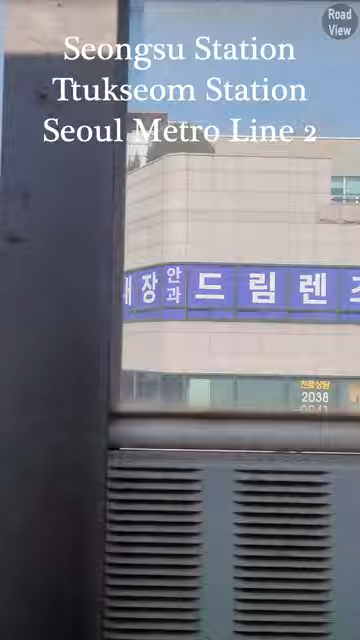 Road
View
Seongsu Station
Ttukseom Station
Seoul Metro Line 2
장 안과 드림렌
진료상담
2038